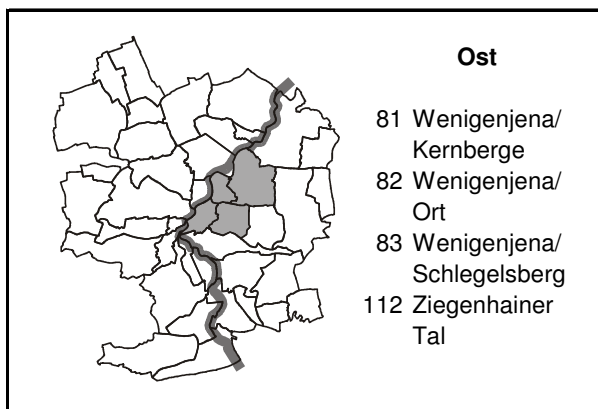 Ost
81 Wenigenjena/
Kernberge
82 Wenigenjena/
Ort
83 Wenigenjena/
Schlegelsberg
112 Ziegenhainer
Tal